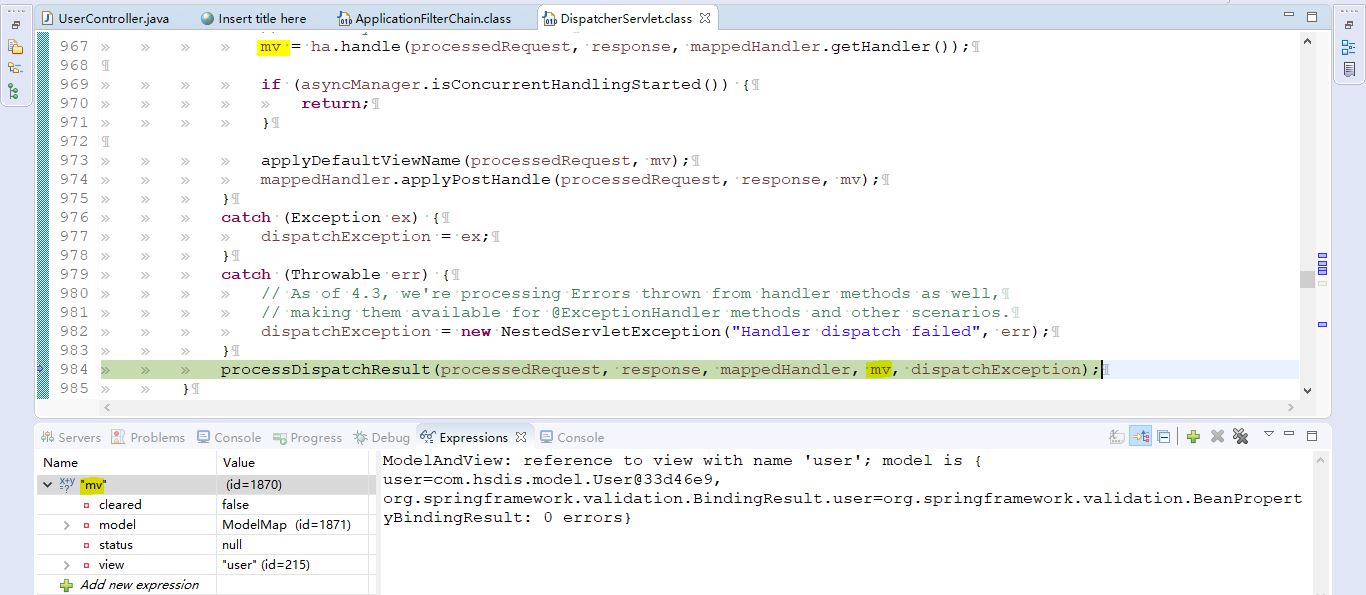 UserController.java Insert title here ApplicationFilterChain.class DispatcherServlet.class
967 mv = ha.handle(processedRequest, response, mappedHandler.getHandler());
968
969 if (asyncManager.isConcurrentHandlingStarted()) {
970 return;
971 }
972
973 applyDefaultViewName(processedRequest, mv);
974 mappedHandler.applyPostHandle(processedRequest, response, mv);
975 }
976 catch (Exception ex) {
977 dispatchException = ex;
978 }
979 catch (Throwable err) {
980 // As of 4.3, we're processing Errors thrown from handler methods as well,
981 // making them available for @ExceptionHandler methods and other scenarios.
982 dispatchException = new NestedServletException("Handler dispatch failed", err);
983 }
984 processDispatchResult(processedRequest, response, mappedHandler, mv, dispatchException);
985 }
Servers Problems Console Progress Debug Expressions Console
Name Value
"mv" (id=1870)
cleared false
model ModelMap (id=1871)
status null
view "user" (id=215)
Add new expression
ModelAndView: reference to view with name 'user'; model is {
user=com.hsdis.model.User@33d46e9,
org.springframework.validation.BindingResult.user=org.springframework.validation.BeanPropert
yBindingResult: 0 errors}